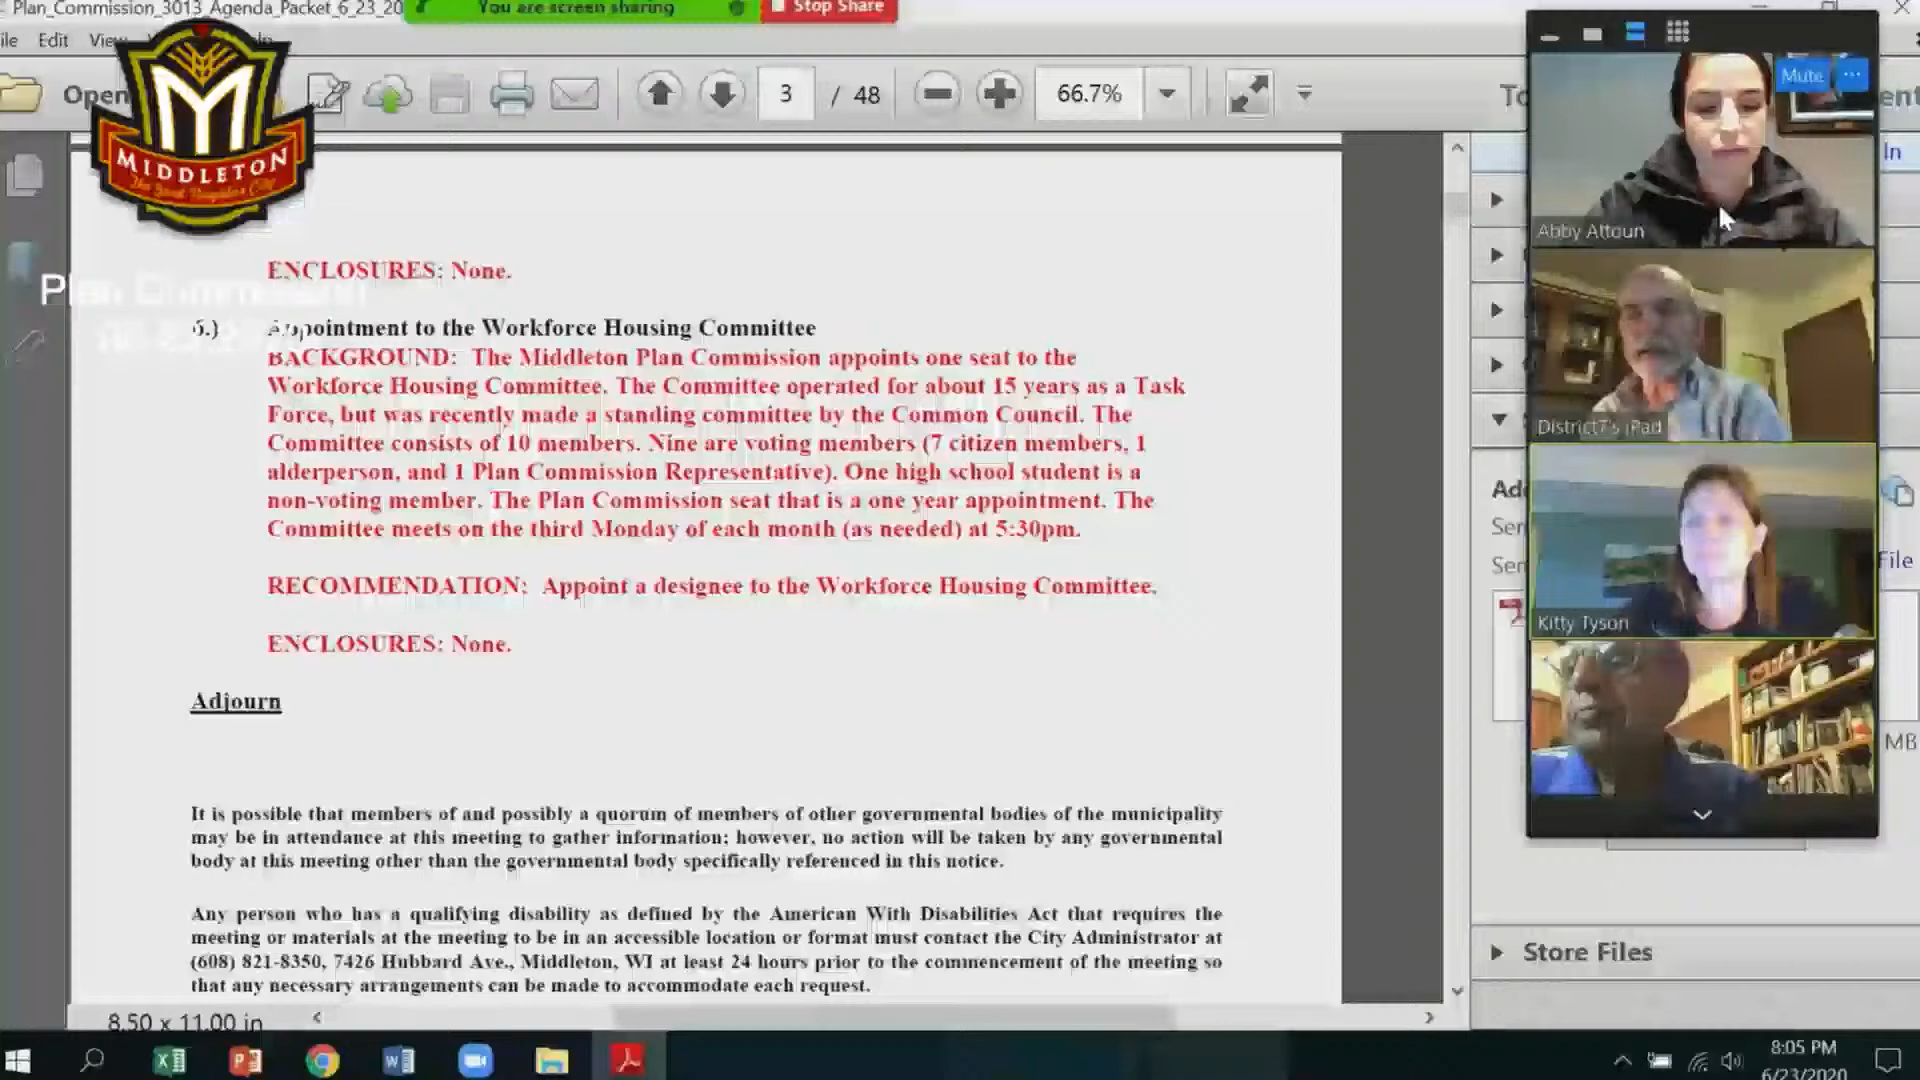 Plan_Commission_3013_Agenda_Packet_6_23_20
You are screen sharing
Stop Share
Edit
View
Open
3 / 48
66.7%
MIDDLETON
The Good Neighbor City
Mute
Abby Attoun
District7's iPad
Kitty Tyson
ENCLOSURES: None.
Appointment to the Workforce Housing Committee
BACKGROUND: The Middleton Plan Commission appoints one seat to the
Workforce Housing Committee. The Committee operated for about 15 years as a Task
Force, but was recently made a standing committee by the Common Council. The
Committee consists of 10 members. Nine are voting members (7 citizen members, 1
alderperson, and 1 Plan Commission Representative). One high school student is a
non-voting member. The Plan Commission seat that is a one year appointment. The
Committee meets on the third Monday of each month (as needed) at 5:30pm.
RECOMMENDATION: Appoint a designee to the Workforce Housing Committee.
ENCLOSURES: None.
Adjourn
It is possible that members of and possibly a quorum of members of other governmental bodies of the municipality
may be in attendance at this meeting to gather information; however, no action will be taken by any governmental
body at this meeting other than the governmental body specifically referenced in this notice.
Any person who has a qualifying disability as defined by the American With Disabilities Act that requires the
meeting or materials at the meeting to be in an accessible location or format must contact the City Administrator at
(608) 821-8350, 7426 Hubbard Ave., Middleton, WI at least 24 hours prior to the commencement of the meeting so
that any necessary arrangements can be made to accommodate each request.
8.50 x 11.00 in
File
MB
Store Files
8:05 PM
6/23/2020